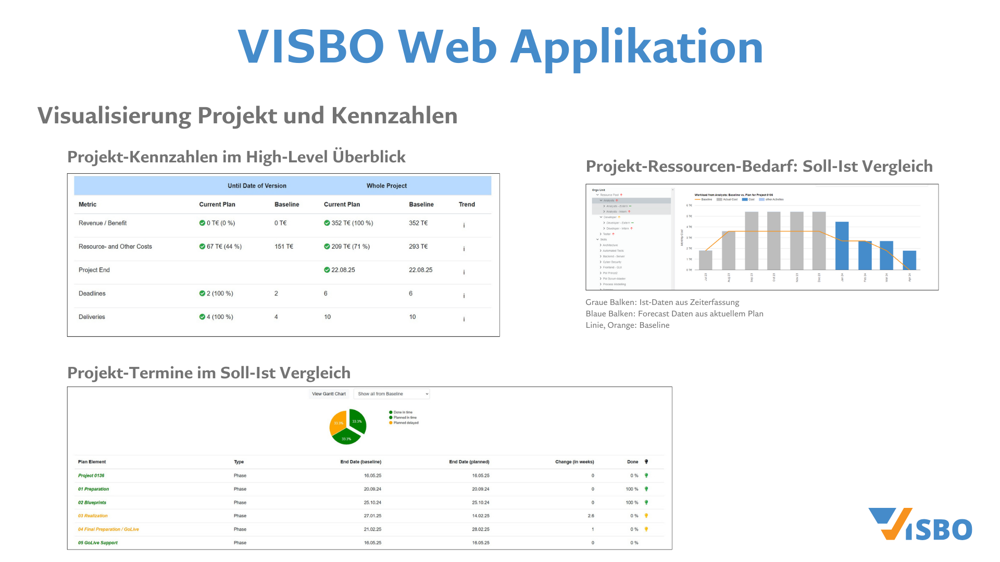 VISBO Web Applikation
Visualisierung Projekt und Kennzahlen
Projekt-Kennzahlen im High-Level Überblick
Until Date of Version Whole Project
Metric Current Plan Baseline Current Plan Baseline Trend
Revenue / Benefit 0 T€ (0 %) 0 T€ 352 T€ (100 %) 352 T€ i
Resource- and Other Costs 67 T€ (44 %) 151 T€ 209 T€ (71 %) 293 T€ i
Project End 22.08.25 22.08.25 i
Deadlines 2 (100 %) 2 6 6 i
Deliveries 4 (100 %) 4 10 10 i
Projekt-Ressourcen-Bedarf: Soll-Ist Vergleich
Orga Unit
Resource Pool
Analysts
Analysts - Extern
Analysts - Intern
Developer
Developer - Extern
Developer - Intern
Tester
Skills
Architecture
Automated Tests
Backend - Server
Cyber Security
Frontend - GUI
PM Prince2
PM Scrum-Master
Process Modelling
Workload from Analysts: Baseline vs. Plan for Project 0106
Baseline Actual Cost Cost other Activities
Monthly Cost
6 T€
5 T€
4 T€
3 T€
2 T€
1 T€
0 T€
Jul 23 Aug 23 Sep 23 Oct 23 Nov 23 Dec 23 Jan 24 Feb 24 Mar 24 Apr 24
Graue Balken: Ist-Daten aus Zeiterfassung
Blaue Balken: Forecast Daten aus aktuellem Plan
Linie, Orange: Baseline
Projekt-Termine im Soll-Ist Vergleich
View Gantt Chart Show all from Baseline
33.3% 33.3%
33.3%
Done in time
Planned in time
Planned delayed
Plan Element Type End Date (baseline) End Date (planned) Change (in weeks) Done
Project 0136 Phase 16.05.25 16.05.25 0 0 %
01 Preparation Phase 20.09.24 20.09.24 0 100 %
02 Blueprints Phase 25.10.24 25.10.24 0 100 %
03 Realization Phase 27.01.25 14.02.25 2.6 0 %
04 Final Preparation / GoLive Phase 21.02.25 28.02.25 1 0 %
05 GoLive Support Phase 16.05.25 16.05.25 0 0 %
VISBO